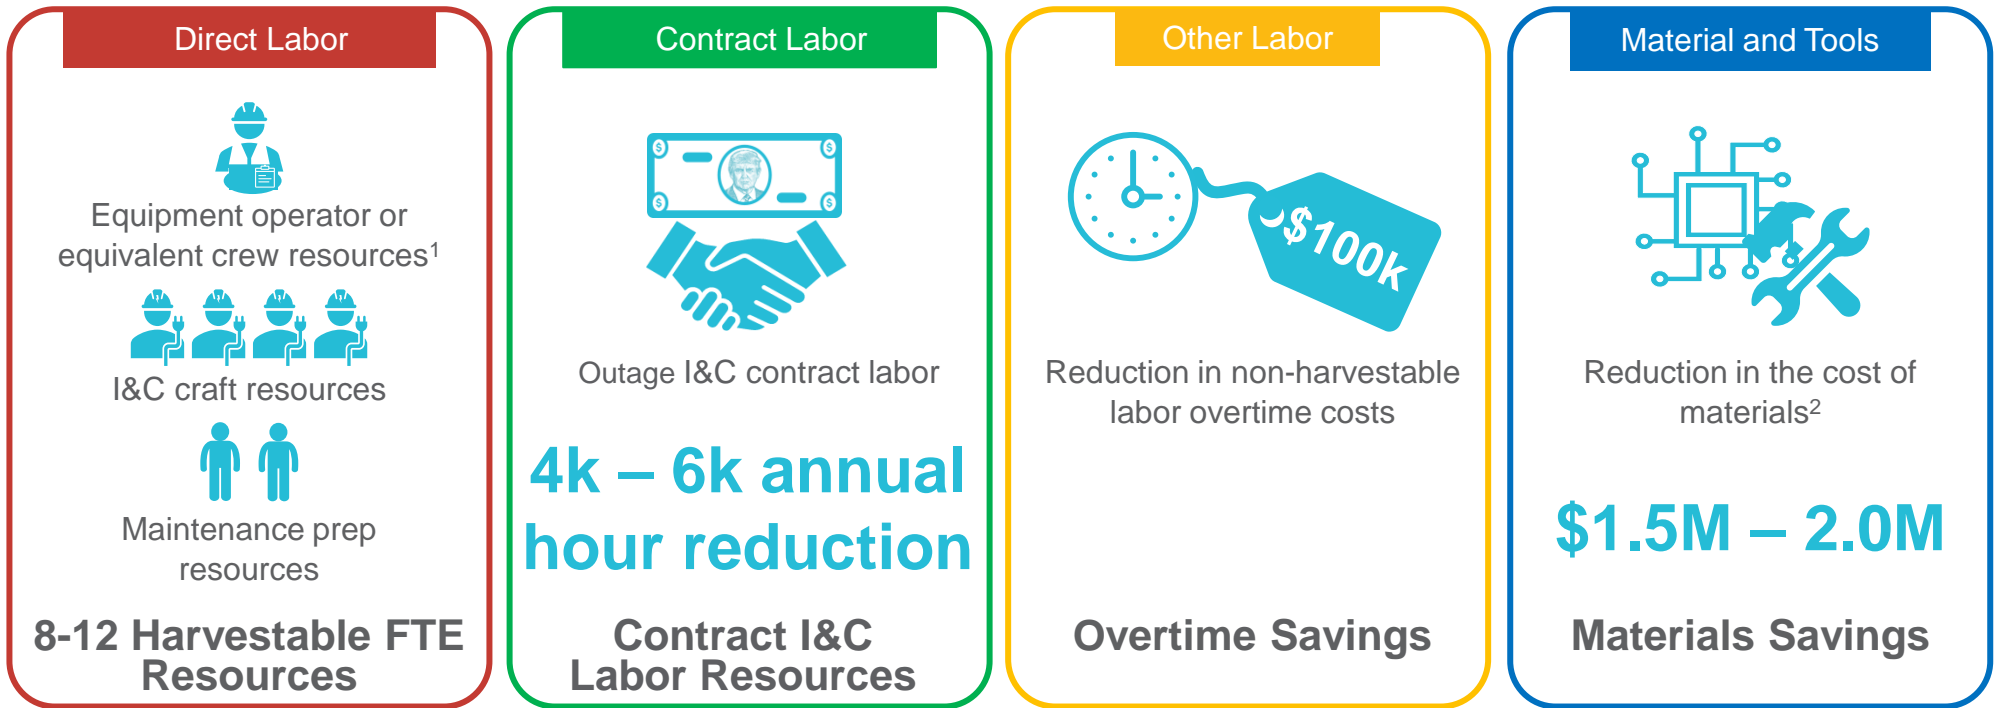 Direct Labor
Equipment operator or
equivalent crew resources¹
I&C craft resources
Maintenance prep
resources
8-12 Harvestable FTE
Resources
Contract Labor
$ $
$ $
Outage I&C contract labor
4k – 6k annual
hour reduction
Contract I&C
Labor Resources
Other Labor
$100k
Reduction in non-harvestable
labor overtime costs
Overtime Savings
Material and Tools
Reduction in the cost of
materials²
$1.5M – 2.0M
Materials Savings